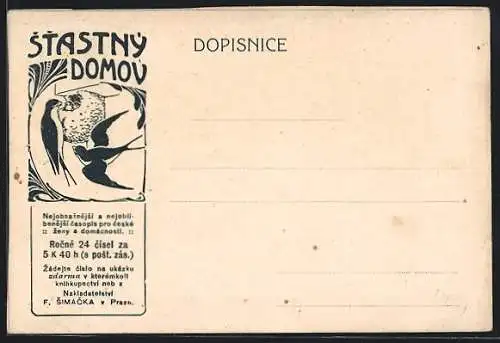 ŠŤASTNÝ
DOMOV
DOPISNICE
Nejobsažnější a nejoblí-
benější časopis pro české
:: ženy a domácnosti. ::
Ročně 24 čísel za
5 K 40 h (s pošt. zás.)
Žádejte číslo na ukázku
zdarma v kterémkoli
knihkupectví neb z
Nakladatelství
F. ŠIMÁČKA v Praze.